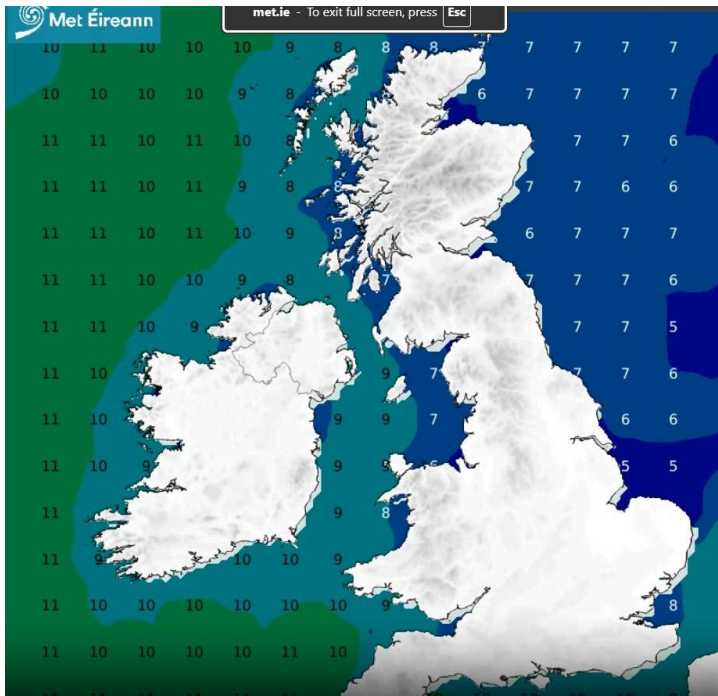 Met Éireann
met.ie - To exit full screen, press Esc
10 11 10 10 10 9 8 8 8 7 7 7 7 7
10 10 10 10 9 8 6 7 7 7 7
11 11 10 11 10 8 7 7 6
11 11 10 11 9 8 8 7 7 6 6
11 11 10 11 10 9 8 6 7 7 7
11 11 10 10 9 8 7 7 7 7 6
11 11 10 9 7 7 5
11 10 9 7 7 7 6
11 10 9 9 7 6 6
11 10 9 9 9 6 5 5
11 9 8
11 9 10 10 9
11 10 10 10 10 10 10 9 8
11 10 10 10 10 11 10